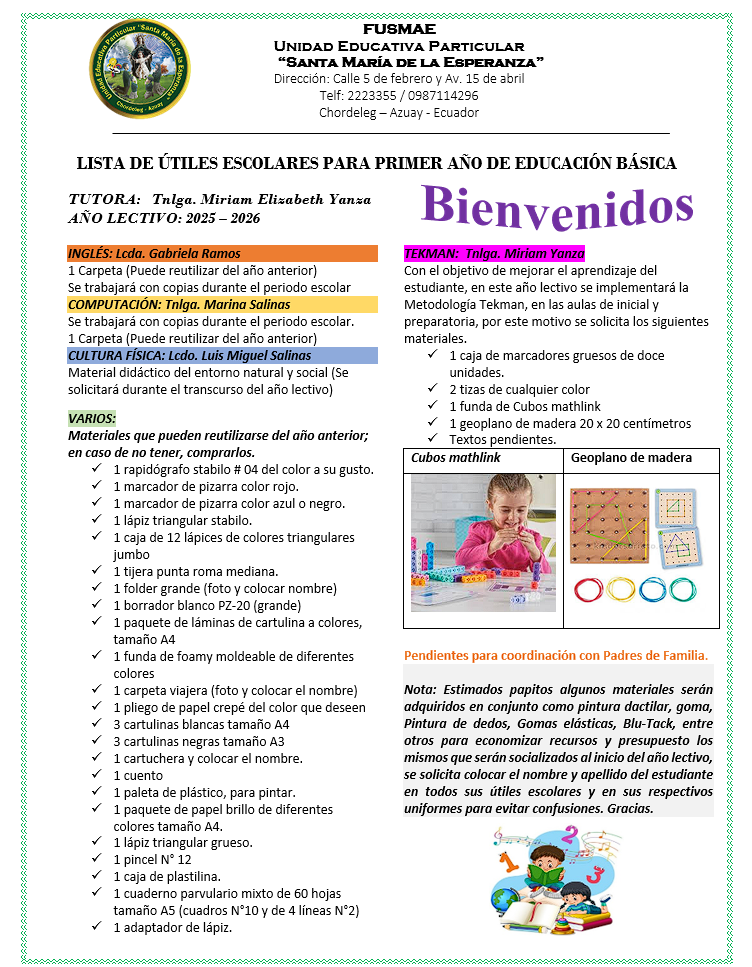 Unidad Educativa Particular "Santa María de la Esperanza"
Chordeleg - Azuay
FUSMAE
Unidad Educativa Particular
"Santa María de la Esperanza"
Dirección: Calle 5 de febrero y Av. 15 de abril
Telf: 2223355 / 0987114296
Chordeleg – Azuay - Ecuador
LISTA DE ÚTILES ESCOLARES PARA PRIMER AÑO DE EDUCACIÓN BÁSICA
TUTORA: Tnlga. Miriam Elizabeth Yanza
AÑO LECTIVO: 2025 – 2026
Bienvenidos
INGLÉS: Lcda. Gabriela Ramos
1 Carpeta (Puede reutilizar del año anterior)
Se trabajará con copias durante el periodo escolar
COMPUTACIÓN: Tnlga. Marina Salinas
Se trabajará con copias durante el periodo escolar.
1 Carpeta (Puede reutilizar del año anterior)
CULTURA FÍSICA: Lcdo. Luis Miguel Salinas
Material didáctico del entorno natural y social (Se
solicitará durante el transcurso del año lectivo)
VARIOS:
Materiales que pueden reutilizarse del año anterior;
en caso de no tener, comprarlos.
✓ 1 rapidógrafo stabilo # 04 del color a su gusto.
✓ 1 marcador de pizarra color rojo.
✓ 1 marcador de pizarra color azul o negro.
✓ 1 lápiz triangular stabilo.
✓ 1 caja de 12 lápices de colores triangulares
jumbo
✓ 1 tijera punta roma mediana.
✓ 1 folder grande (foto y colocar nombre)
✓ 1 borrador blanco PZ-20 (grande)
✓ 1 paquete de láminas de cartulina a colores,
tamaño A4
✓ 1 funda de foamy moldeable de diferentes
colores
✓ 1 carpeta viajera (foto y colocar el nombre)
✓ 1 pliego de papel crepé del color que deseen
✓ 3 cartulinas blancas tamaño A4
✓ 3 cartulinas negras tamaño A3
✓ 1 cartuchera y colocar el nombre.
✓ 1 cuento
✓ 1 paleta de plástico, para pintar.
✓ 1 paquete de papel brillo de diferentes
colores tamaño A4.
✓ 1 lápiz triangular grueso.
✓ 1 pincel N° 12
✓ 1 caja de plastilina.
✓ 1 cuaderno parvulario mixto de 60 hojas
tamaño A5 (cuadros N°10 y de 4 líneas N°2)
✓ 1 adaptador de lápiz.
TEKMAN: Tnlga. Miriam Yanza
Con el objetivo de mejorar el aprendizaje del
estudiante, en este año lectivo se implementará la
Metodología Tekman, en las aulas de inicial y
preparatoria, por este motivo se solicita los siguientes
materiales.
✓ 1 caja de marcadores gruesos de doce
unidades.
✓ 2 tizas de cualquier color
✓ 1 funda de Cubos mathlink
✓ 1 geoplano de madera 20 x 20 centímetros
✓ Textos pendientes.
Cubos mathlink
Geoplano de madera
Pendientes para coordinación con Padres de Familia.
Nota: Estimados papitos algunos materiales serán
adquiridos en conjunto como pintura dactilar, goma,
Pintura de dedos, Gomas elásticas, Blu-Tack, entre
otros para economizar recursos y presupuesto los
mismos que serán socializados al inicio del año lectivo,
se solicita colocar el nombre y apellido del estudiante
en todos sus útiles escolares y en sus respectivos
uniformes para evitar confusiones. Gracias.
1 2 3